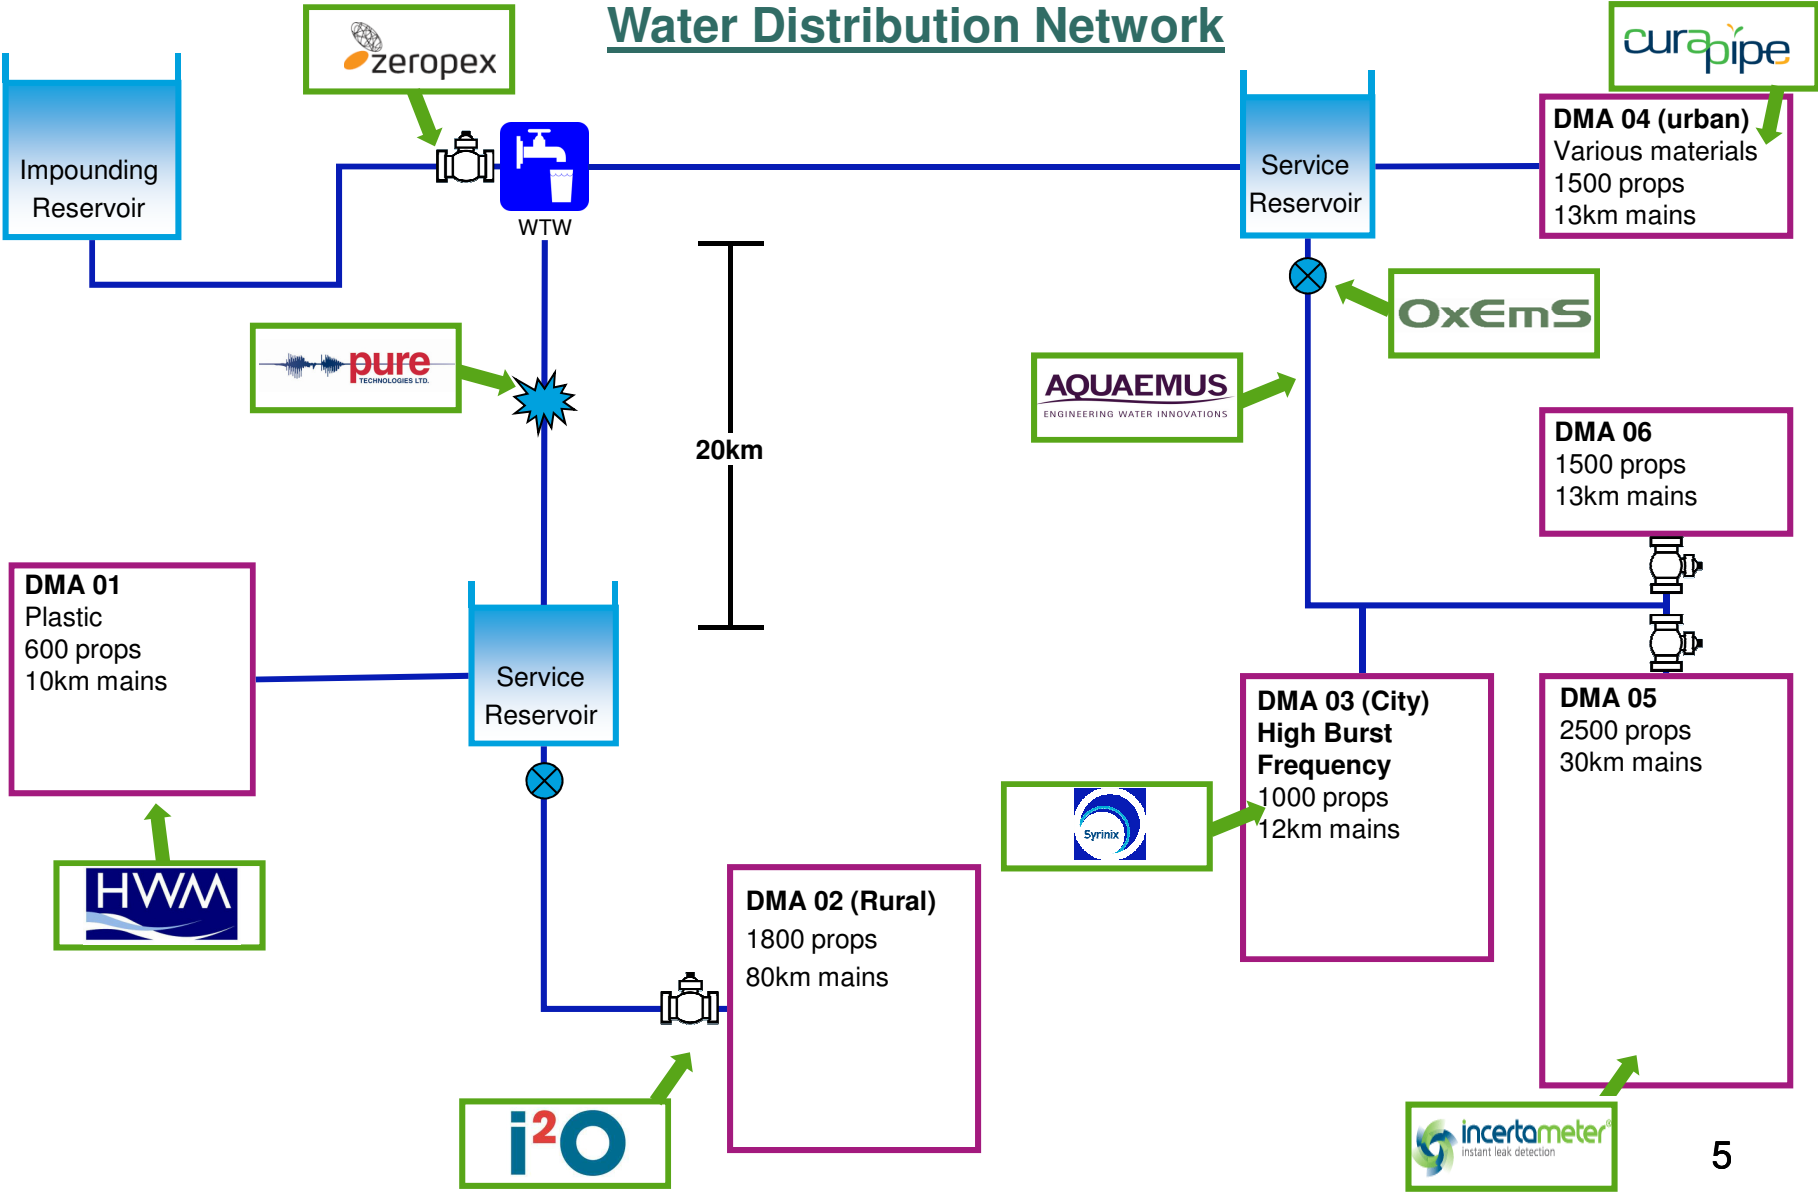 Water Distribution Network
zeropex
curapipe
Impounding
Reservoir
WTW
Service
Reservoir
DMA 04 (urban)
Various materials
1500 props
13km mains
OxEmS
pure
TECHNOLOGIES LTD.
AQUAEMUS
ENGINEERING WATER INNOVATIONS
20km
DMA 06
1500 props
13km mains
DMA 01
Plastic
600 props
10km mains
Service
Reservoir
DMA 03 (City)
High Burst
Frequency
1000 props
12km mains
DMA 05
2500 props
30km mains
Syrinix
HWM
DMA 02 (Rural)
1800 props
80km mains
i2O
incertameter®
instant leak detection
5